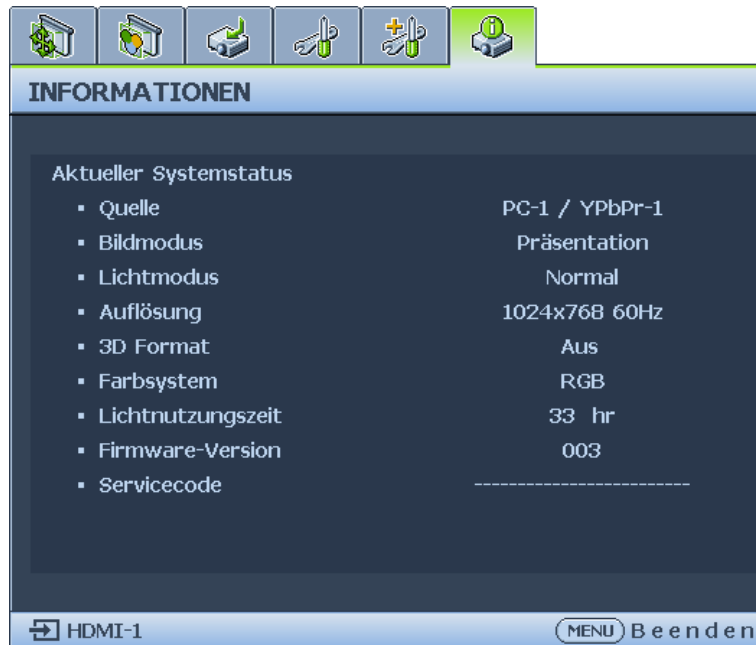 INFORMATIONEN
Aktueller Systemstatus
▪ Quelle PC-1 / YPbPr-1
▪ Bildmodus Präsentation
▪ Lichtmodus Normal
▪ Auflösung 1024x768 60Hz
▪ 3D Format Aus
▪ Farbsystem RGB
▪ Lichtnutzungszeit 33 hr
▪ Firmware-Version 003
▪ Servicecode -------------------------
HDMI-1 MENU Beenden